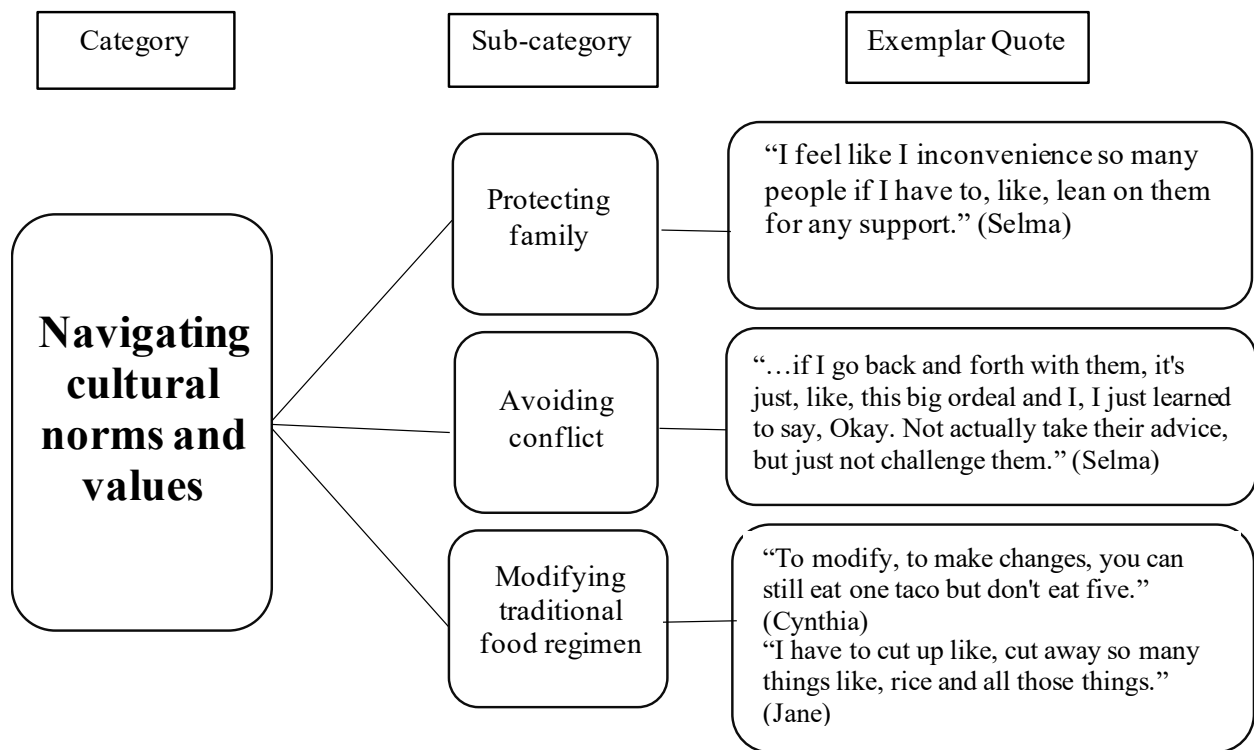 Category
Sub-category
Exemplar Quote
Navigating
cultural
norms and
values
Protecting
family
“I feel like I inconvenience so many
people if I have to, like, lean on them
for any support.” (Selma)
Avoiding
conflict
“…if I go back and forth with them, it's
just, like, this big ordeal and I, I just learned
to say, Okay. Not actually take their advice,
but just not challenge them.” (Selma)
Modifying
traditional
food regimen
“To modify, to make changes, you can
still eat one taco but don't eat five.”
(Cynthia)
“I have to cut up like, cut away so many
things like, rice and all those things.”
(Jane)